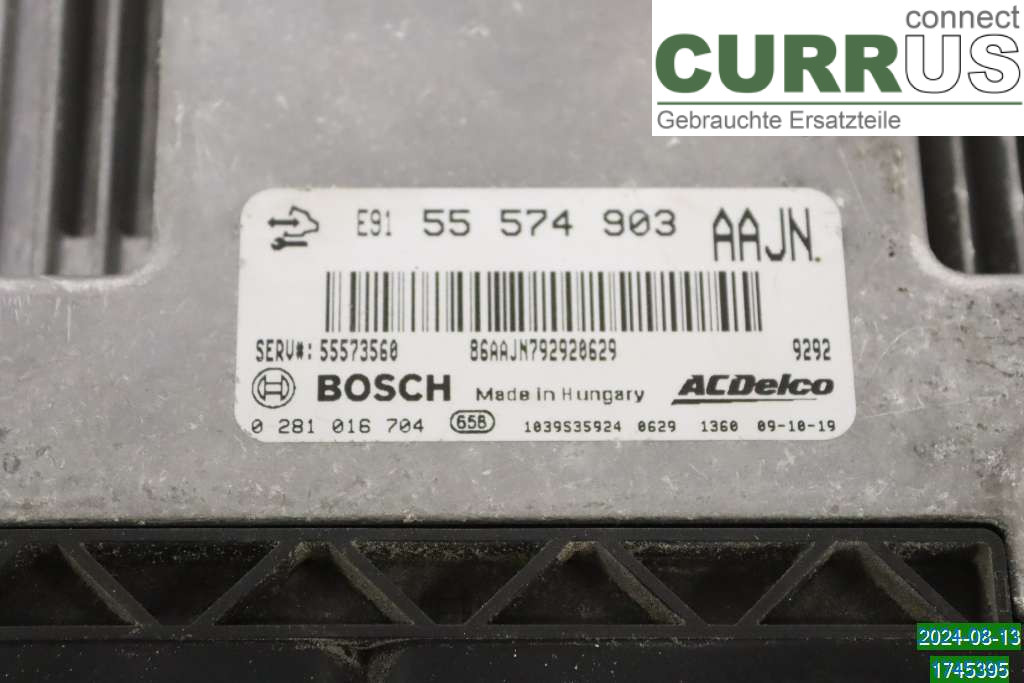 connect
CURRUS
Gebrauchte Ersatzteile
E91 55 574 903 AAJN.
SERV#: 55573560 86AAJN792920629 9292
BOSCH Made in Hungary ACDelco
0 281 016 704 658 1039S35924 0629 1360 09-10-19
2024-08-13
1745395